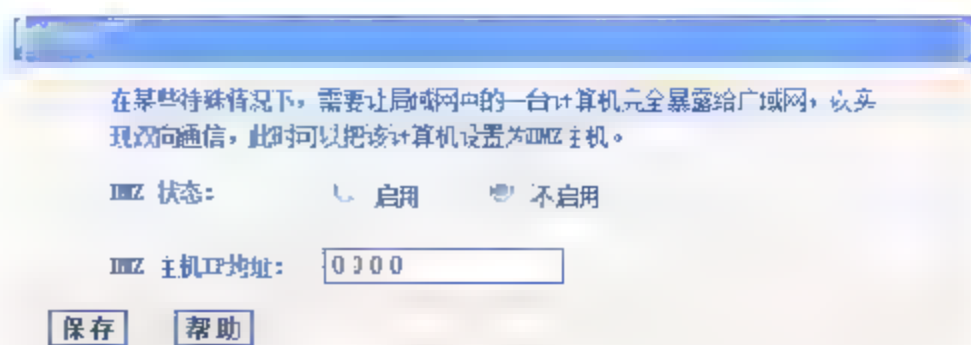 在某些特殊情况下，需要让局域网中的一台计算机完全暴露给广域网，以实
现双向通信，此时可以把该计算机设置为DMZ主机。
DMZ 状态： 启用 不启用
DMZ 主机IP地址： 0 0 0 0
保存 帮助